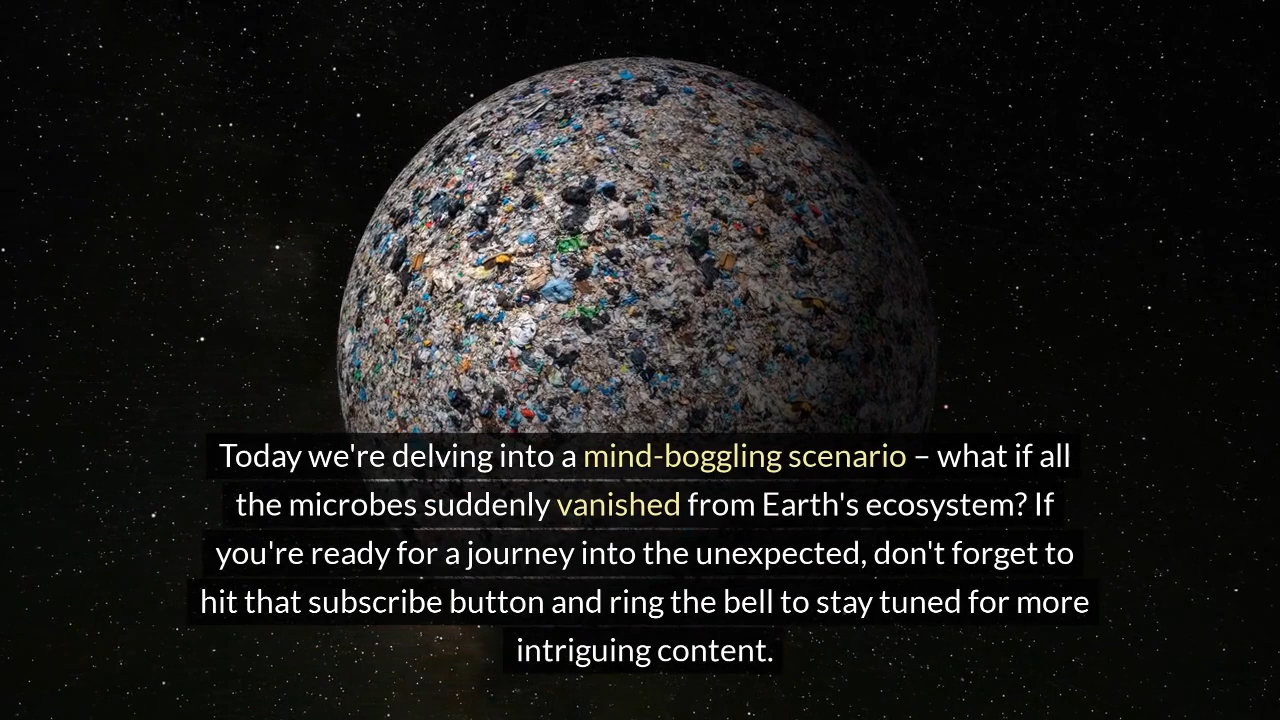 Today we're delving into a mind-boggling scenario – what if all
the microbes suddenly vanished from Earth's ecosystem? If
you're ready for a journey into the unexpected, don't forget to
hit that subscribe button and ring the bell to stay tuned for more
intriguing content.